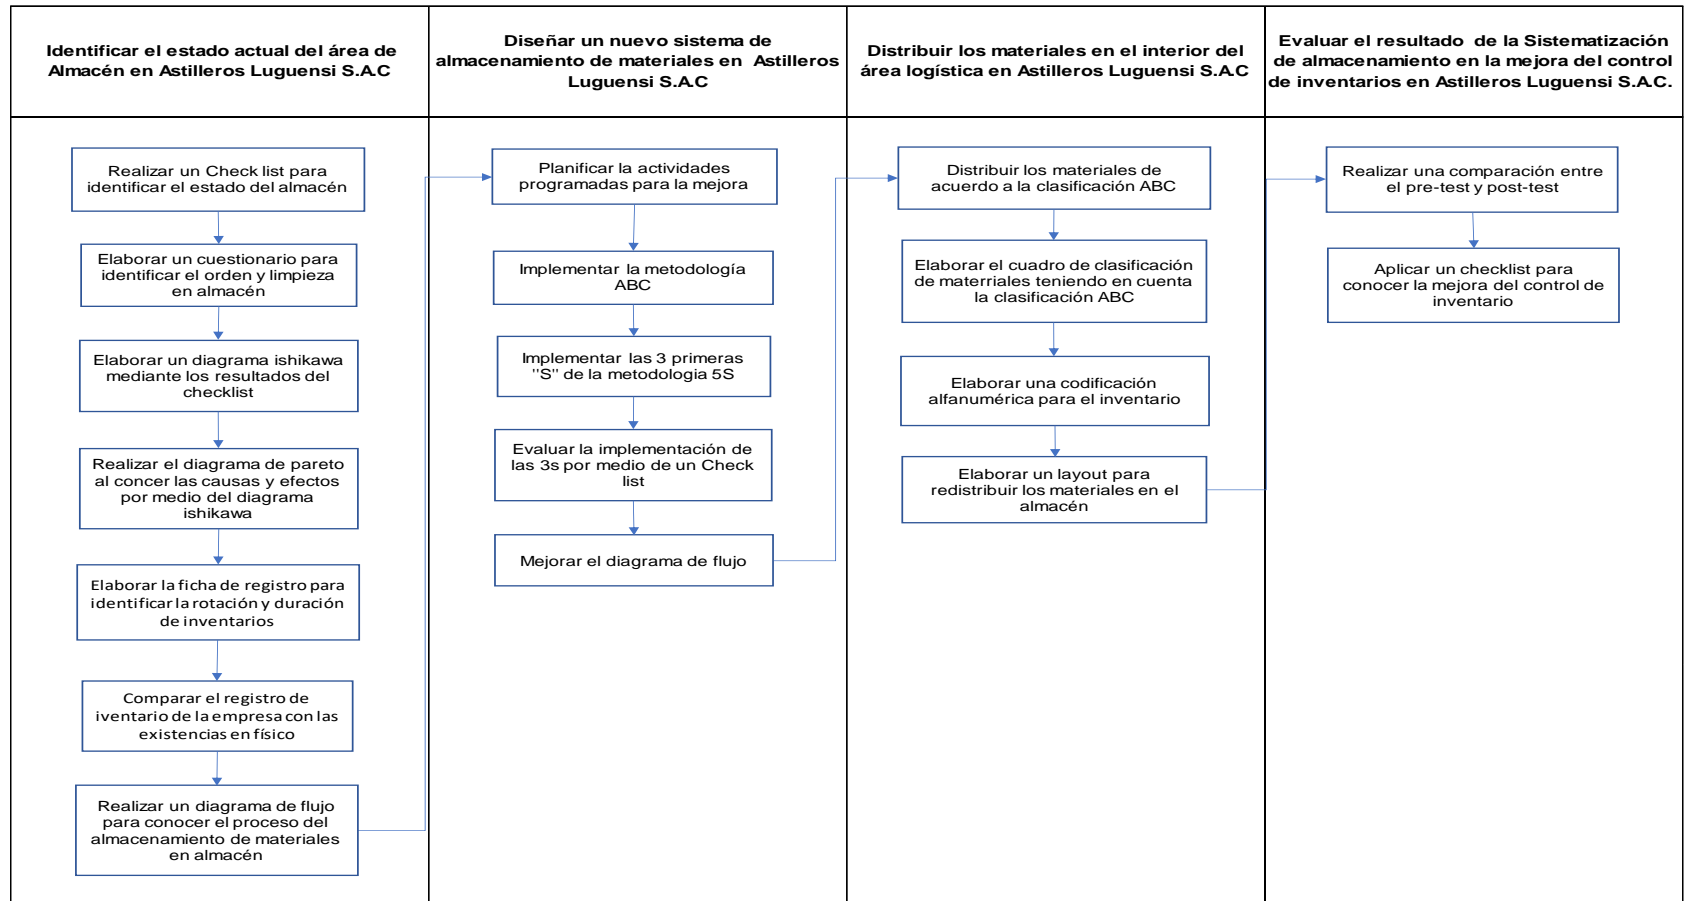 Identificar el estado actual del área de
Almacén en Astilleros Luguensi S.A.C
Diseñar un nuevo sistema de
almacenamiento de materiales en Astilleros
Luguensi S.A.C
Distribuir los materiales en el interior del
área logística en Astilleros Luguensi S.A.C
Evaluar el resultado de la Sistematización
de almacenamiento en la mejora del control
de inventarios en Astilleros Luguensi S.A.C.
Realizar un Check list para
identificar el estado del almacén
Elaborar un cuestionario para
identificar el orden y limpieza
en almacén
Elaborar un diagrama ishikawa
mediante los resultados del
checklist
Realizar el diagrama de pareto
al concer las causas y efectos
por medio del diagrama
ishikawa
Elaborar la ficha de registro para
identificar la rotación y duración
de inventarios
Comparar el registro de
iventario de la empresa con las
existencias en físico
Realizar un diagrama de flujo
para conocer el proceso del
almacenamiento de materiales
en almacén
Planificar la actividades
programadas para la mejora
Implementar la metodología
ABC
Implementar las 3 primeras
"S" de la metodologia 5S
Evaluar la implementación de
las 3s por medio de un Check
list
Mejorar el diagrama de flujo
Distribuir los materiales de
acuerdo a la clasificación ABC
Elaborar el cuadro de clasificación
de materriales teniendo en cuenta
la clasificación ABC
Elaborar una codificación
alfanumérica para el inventario
Elaborar un layout para
redistribuir los materiales en el
almacén
Realizar una comparación entre
el pre-test y post-test
Aplicar un checklist para
conocer la mejora del control de
inventario